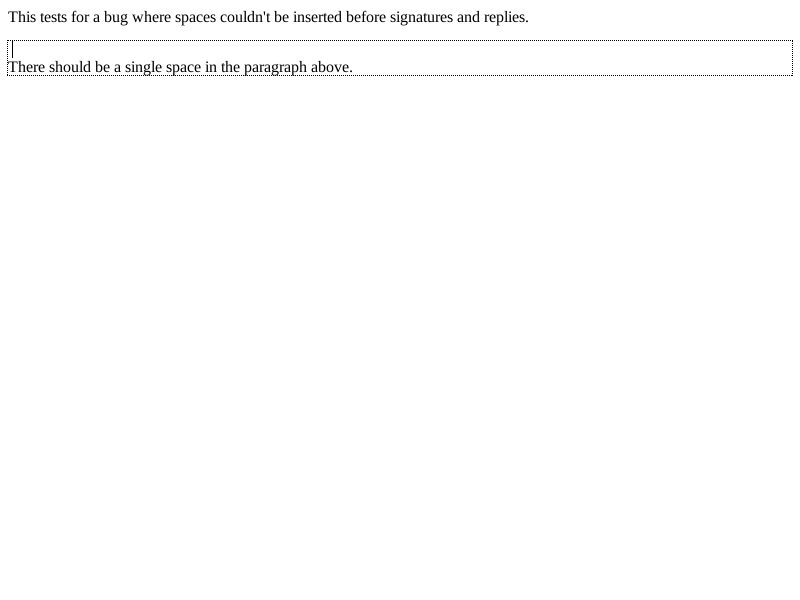 This tests for a bug where spaces couldn't be inserted before signatures and replies.
There should be a single space in the paragraph above.